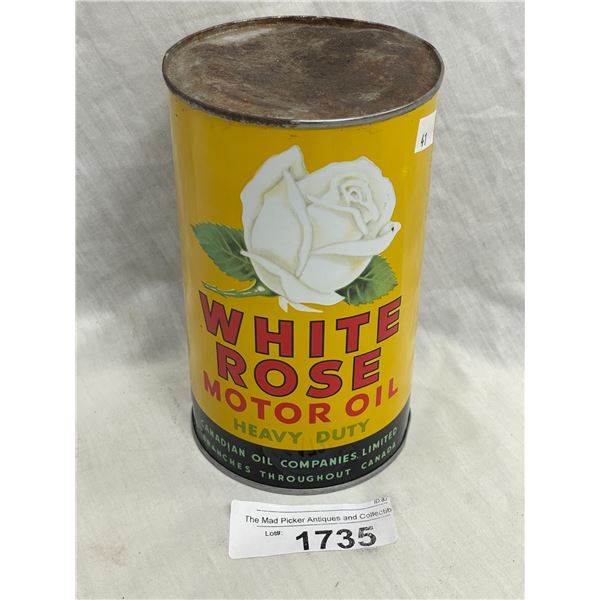 47
WHITE
ROSE
MOTOR OIL
HEAVY DUTY
CANADIAN OIL COMPANIES, LIMITED
BRANCHES THROUGHOUT CANADA
The Mad Picker Antiques and Collectib
Lot#: 1735